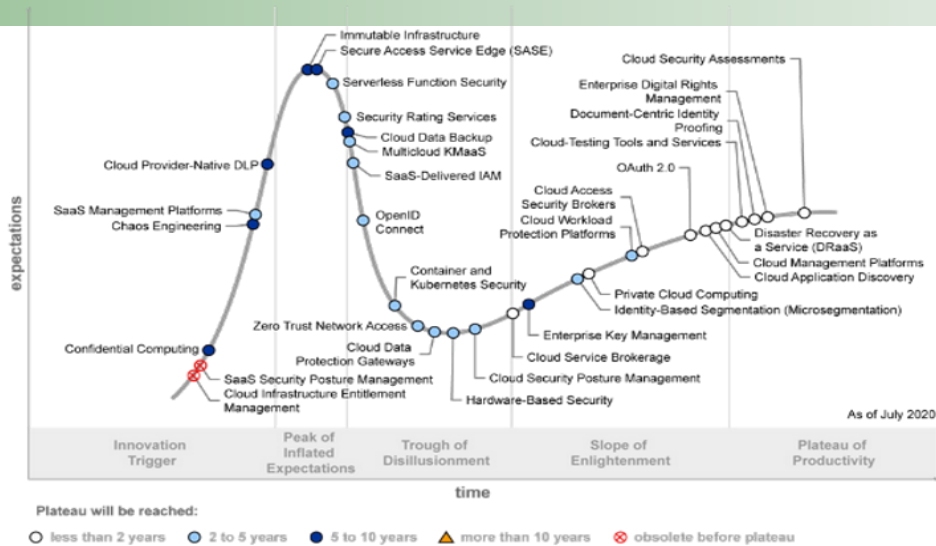 Immutable Infrastructure
Secure Access Service Edge (SASE)
Serverless Function Security
Security Rating Services
Cloud Data Backup
Multicloud KMaaS
SaaS-Delivered IAM
OpenID
Connect
Cloud Provider-Native DLP
SaaS Management Platforms
Chaos Engineering
Confidential Computing
SaaS Security Posture Management
Cloud Infrastructure Entitlement
Management
Container and
Kubernetes Security
Zero Trust Network Access
Cloud Data
Protection Gateways
Hardware-Based Security
Cloud Security Posture Management
Cloud Service Brokerage
Enterprise Key Management
Identity-Based Segmentation (Microsegmentation)
Private Cloud Computing
Cloud Workload
Protection Platforms
Cloud Access
Security Brokers
OAuth 2.0
Cloud Application Discovery
Cloud Management Platforms
Disaster Recovery as
a Service (DRaaS)
Cloud-Testing Tools and Services
Document-Centric Identity
Proofing
Enterprise Digital Rights
Management
Cloud Security Assessments
expectations
As of July 2020
Innovation
Trigger
Peak of
Inflated
Expectations
Trough of
Disillusionment
Slope of
Enlightenment
Plateau of
Productivity
time
Plateau will be reached:
less than 2 years
2 to 5 years
5 to 10 years
more than 10 years
obsolete before plateau